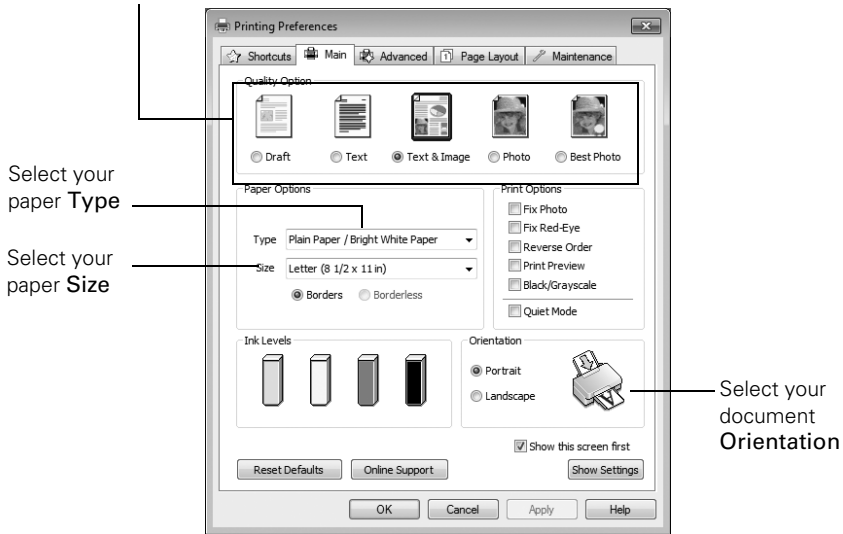 Printing Preferences
Shortcuts Main Advanced 1 Page Layout Maintenance
Quality Option
Draft Text Text & Image Photo Best Photo
Select your
paper Type
Paper Options
Type Plain Paper / Bright White Paper
Select your
paper Size
Size Letter (8 1/2 x 11 in)
Borders Borderless
Print Options
Fix Photo
Fix Red-Eye
Reverse Order
Print Preview
Black/Grayscale
Quiet Mode
Ink Levels
Orientation
Portrait
Landscape
Select your
document
Orientation
Show this screen first
Reset Defaults Online Support Show Settings
OK Cancel Apply Help